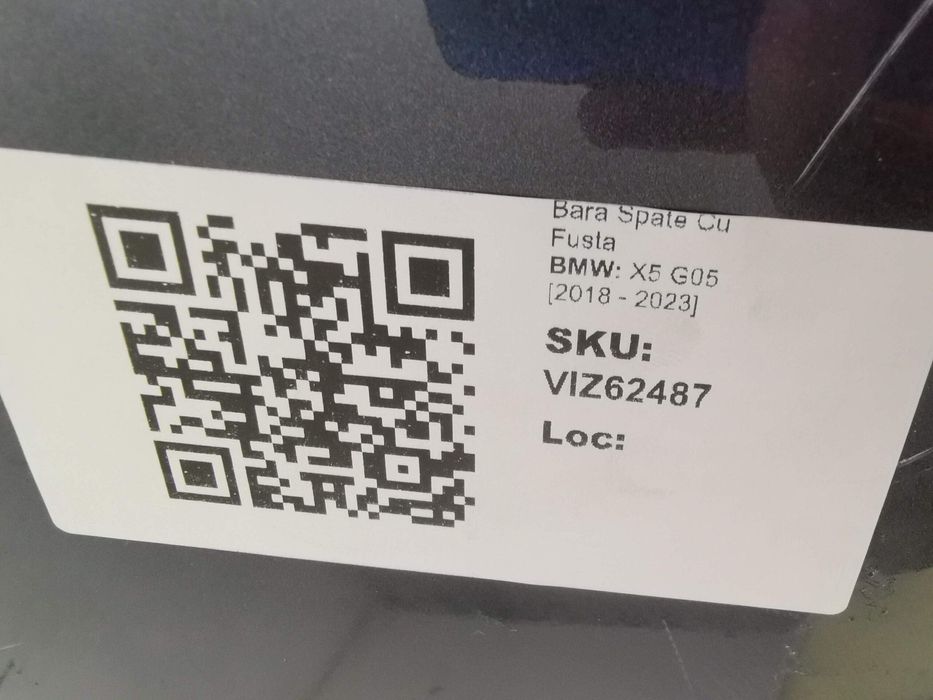 Bara Spate Cu
Fusta
BMW: X5 G05
[2018 - 2023]
SKU:
VIZ62487
Loc: